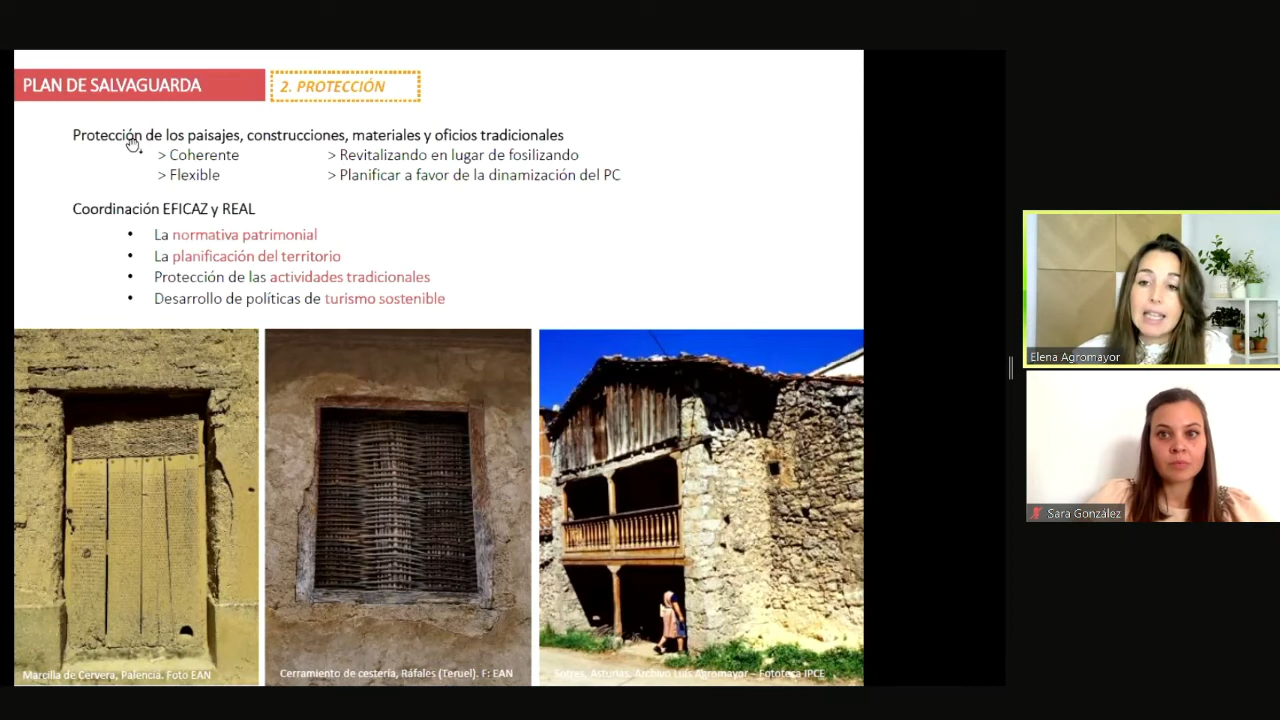 PLAN DE SALVAGUARDA
2. PROTECCIÓN
Protección de los paisajes, construcciones, materiales y oficios tradicionales
> Coherente
> Revitalizando en lugar de fosilizando
> Flexible
> Planificar a favor de la dinamización del PC
Coordinación EFICAZ y REAL
• La normativa patrimonial
• La planificación del territorio
• Protección de las actividades tradicionales
• Desarrollo de políticas de turismo sostenible
Marcilla de Cervera, Palencia. Foto EAN
Cerramiento de cestería, Ráfales (Teruel). F: EAN
Sotres, Asturias. Archivo Luis Agromayor – Fototeca IPCE
Elena Agromayor
Sara González